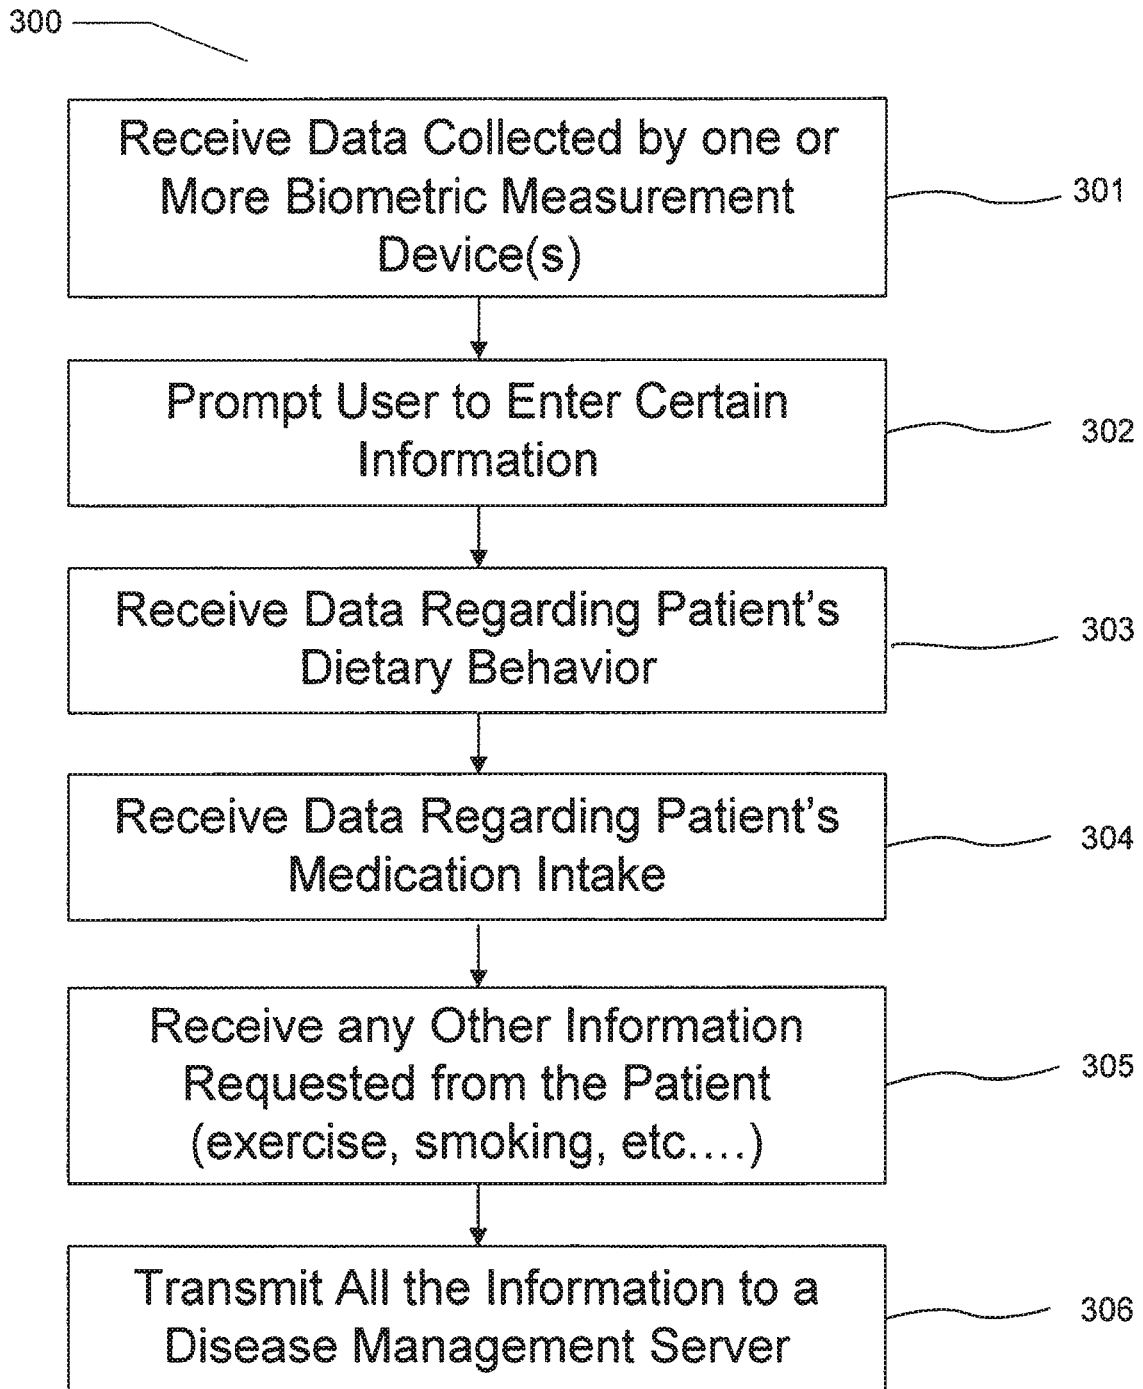 300
Receive Data Collected by one or
More Biometric Measurement
Device(s)
301
Prompt User to Enter Certain
Information
302
Receive Data Regarding Patient's
Dietary Behavior
303
Receive Data Regarding Patient's
Medication Intake
304
Receive any Other Information
Requested from the Patient
(exercise, smoking, etc....)
305
Transmit All the Information to a
Disease Management Server
306